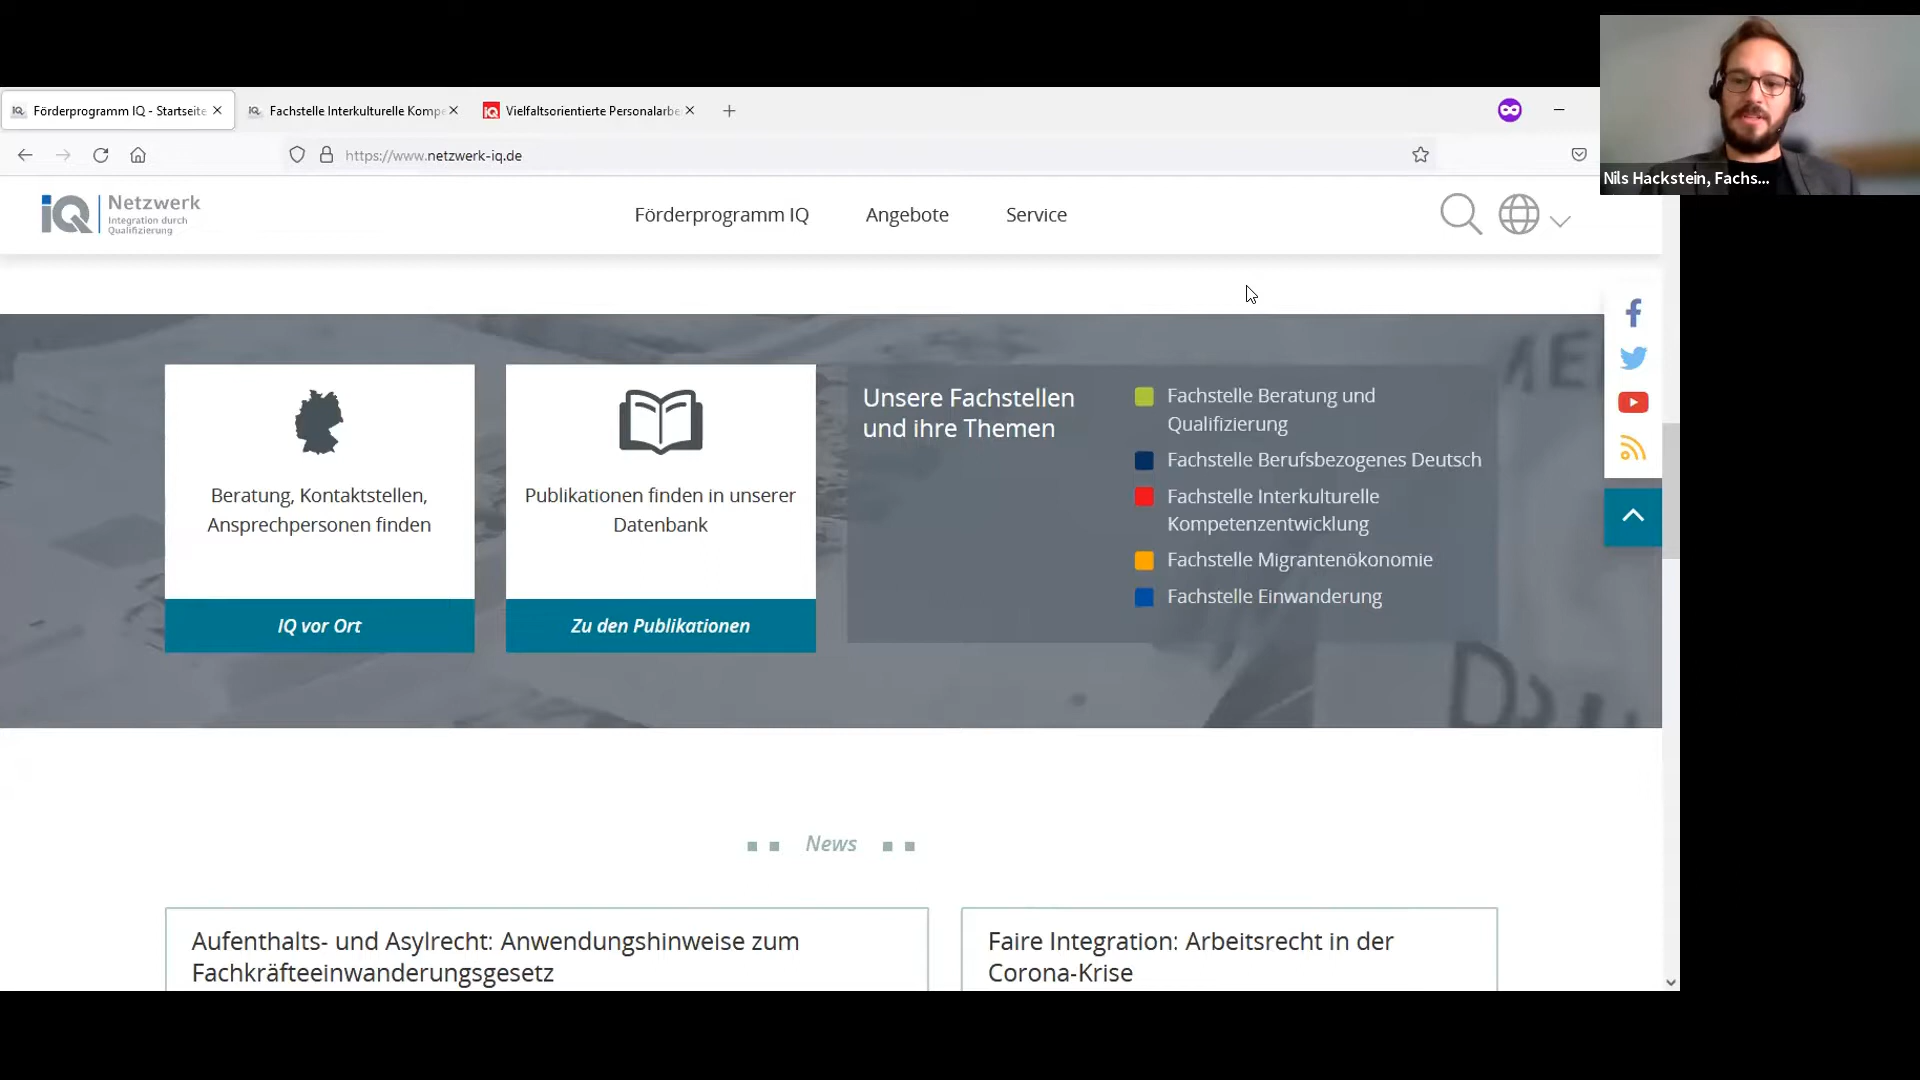 Förderprogramm IQ - Startseite
Fachstelle Interkulturelle Kompe
Vielfaltsorientierte Personalarbe
https://www.netzwerk-iq.de
Nils Hackstein, Fachs...
iQ
Netzwerk
Integration durch
Qualifizierung
Förderprogramm IQ
Angebote
Service
Beratung, Kontaktstellen,
Ansprechpersonen finden
IQ vor Ort
Publikationen finden in unserer
Datenbank
Zu den Publikationen
Unsere Fachstellen
und ihre Themen
Fachstelle Beratung und
Qualifizierung
Fachstelle Berufsbezogenes Deutsch
Fachstelle Interkulturelle
Kompetenzentwicklung
Fachstelle Migrantenökonomie
Fachstelle Einwanderung
News
Aufenthalts- und Asylrecht: Anwendungshinweise zum
Fachkräfteeinwanderungsgesetz
Faire Integration: Arbeitsrecht in der
Corona-Krise